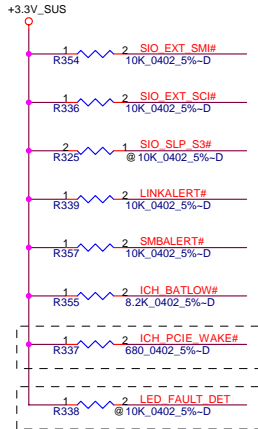 +3.3V_SUS
1 2 SIO_EXT_SMI#
R354 10K_0402_5%~D
1 2 SIO_EXT_SCI#
R336 10K_0402_5%~D
2 1 SIO_SLP_S3#
R325 @ 10K_0402_5%~D
1 2 LINKALERT#
R339 10K_0402_5%~D
1 2 SMBALERT#
R357 10K_0402_5%~D
1 2 ICH_BATLOW#
R355 8.2K_0402_5%~D
1 2 ICH_PCIE_WAKE#
R337 680_0402_5%~D
1 2 LED_FAULT_DET
R338 @ 10K_0402_5%~D